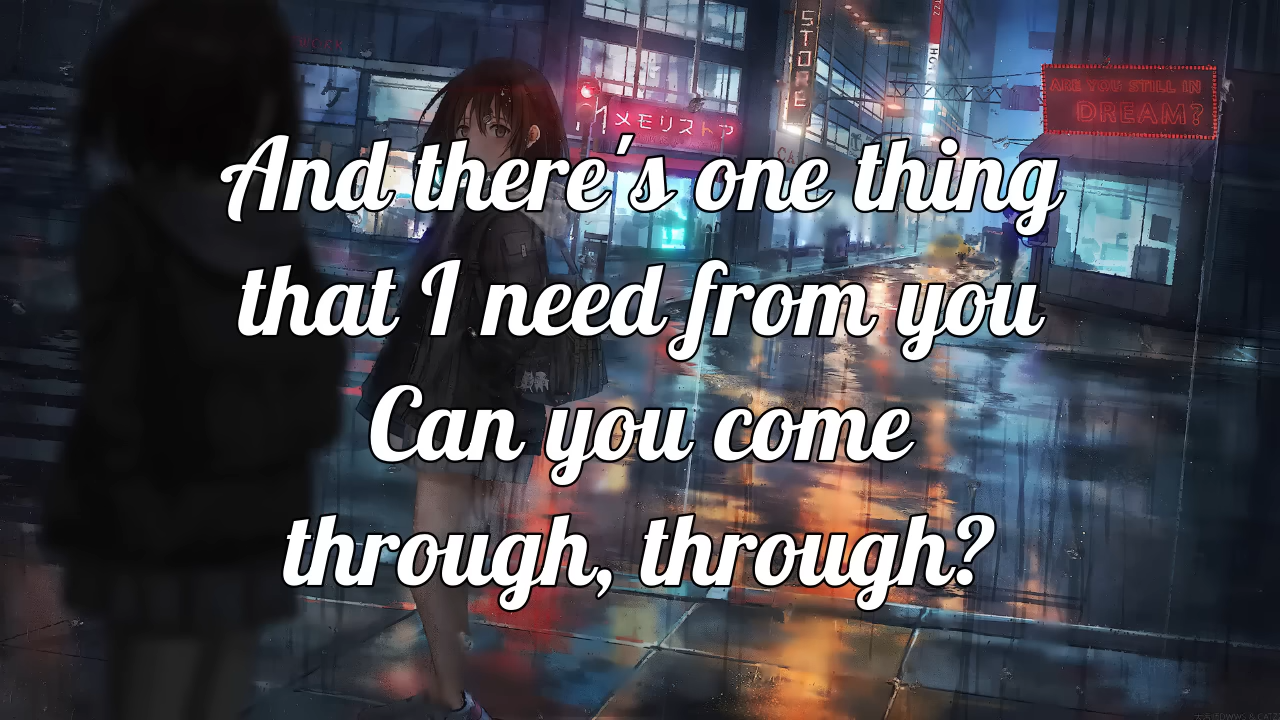 STORE
HO
メモリストア
ARE YOU STILL IN
DREAM?
And there's one thing
that I need from you
Can you come
through, through?